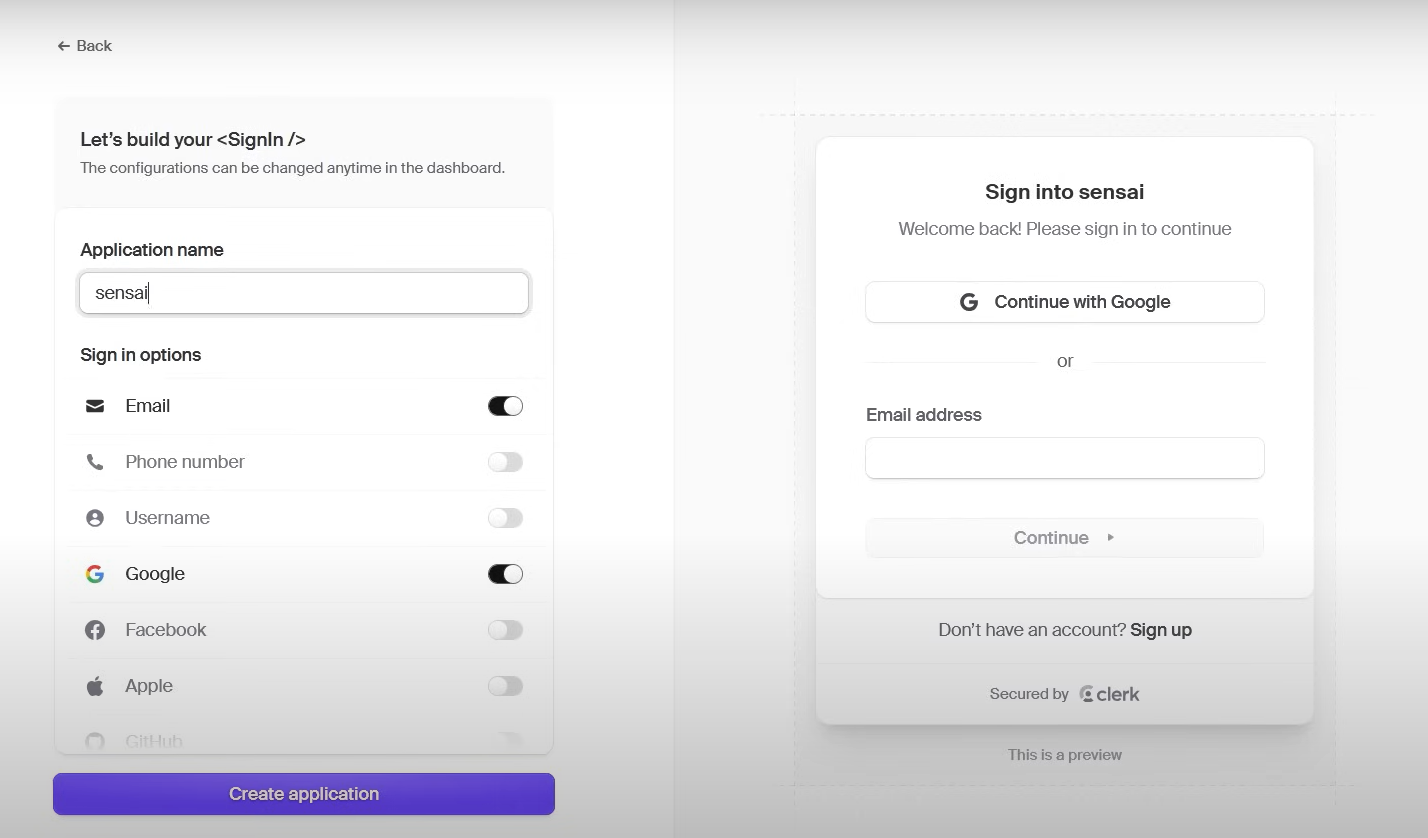 ← Back
Let's build your <SignIn />
The configurations can be changed anytime in the dashboard.
Application name
sensai
Sign in options
Email
Phone number
Username
Google
Facebook
Apple
GitHub
Create application
Sign into sensai
Welcome back! Please sign in to continue
Continue with Google
or
Email address
Continue
Don't have an account? Sign up
Secured by clerk
This is a preview